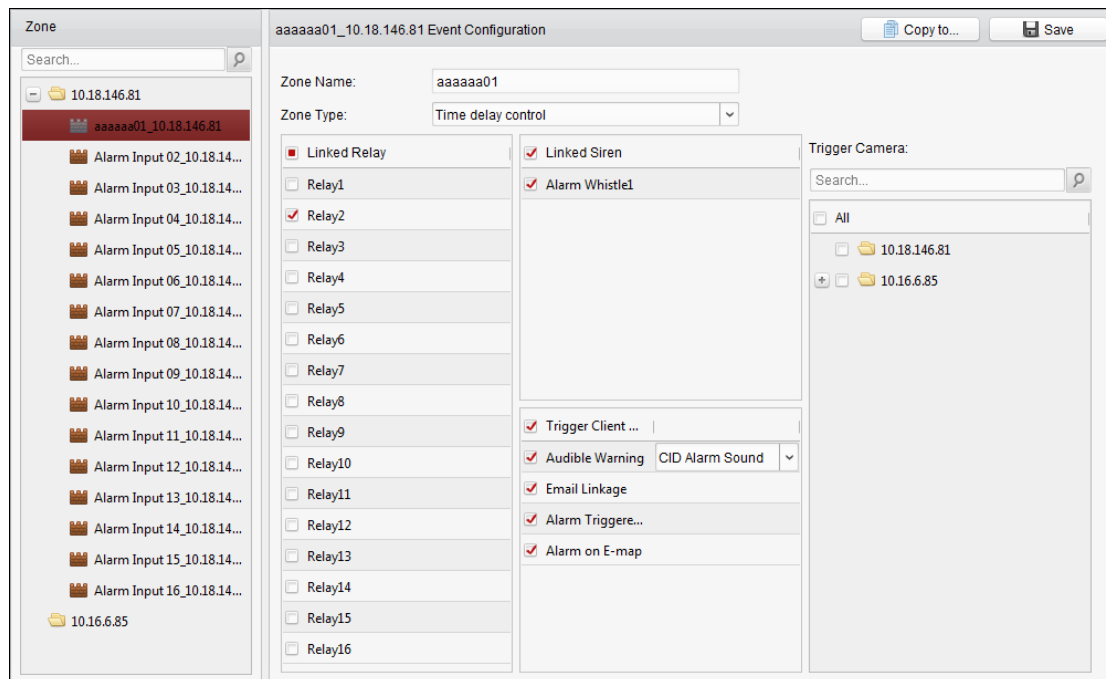 Zone
Search...
10.18.146.81
aaaaaa01_10.18.146.81
Alarm Input 02_10.18.14...
Alarm Input 03_10.18.14...
Alarm Input 04_10.18.14...
Alarm Input 05_10.18.14...
Alarm Input 06_10.18.14...
Alarm Input 07_10.18.14...
Alarm Input 08_10.18.14...
Alarm Input 09_10.18.14...
Alarm Input 10_10.18.14...
Alarm Input 11_10.18.14...
Alarm Input 12_10.18.14...
Alarm Input 13_10.18.14...
Alarm Input 14_10.18.14...
Alarm Input 15_10.18.14...
Alarm Input 16_10.18.14...
10.16.6.85
aaaaaa01_10.18.146.81 Event Configuration
Copy to...
Save
Zone Name: aaaaaa01
Zone Type: Time delay control
Linked Relay
Relay1
Relay2
Relay3
Relay4
Relay5
Relay6
Relay7
Relay8
Relay9
Relay10
Relay11
Relay12
Relay13
Relay14
Relay15
Relay16
Linked Siren
Alarm Whistle1
Trigger Client ...
Audible Warning CID Alarm Sound
Email Linkage
Alarm Triggere...
Alarm on E-map
Trigger Camera:
Search...
All
10.18.146.81
10.16.6.85